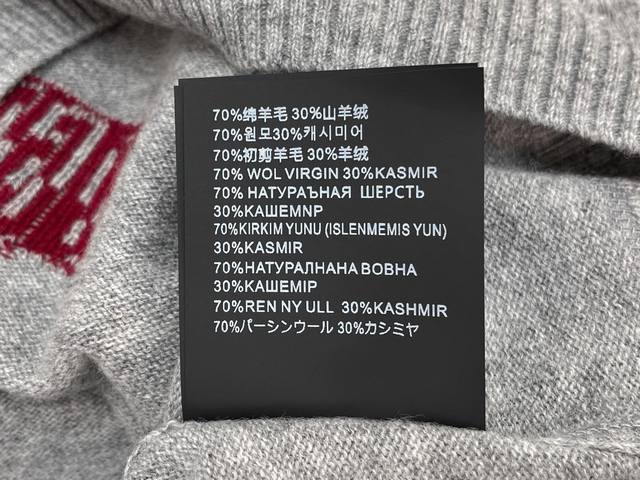 70%绵羊毛 30%山羊绒
70%원모30%캐시미어
70%初剪羊毛 30%羊绒
70% WOL VIRGIN 30%KASMIR
70% НАТУРАЪНАЯ ШЕРСТЬ
30%КАШЕМNP
70%KIRKIM YUNU (ISLENMEMIS YUN)
30%KASMIR
70%НАТУРАЛНАНА ВОВНА
30%КАШЕМІР
70%REN NY ULL 30%KASHMIR
70%パーシンウール 30%カシミヤ